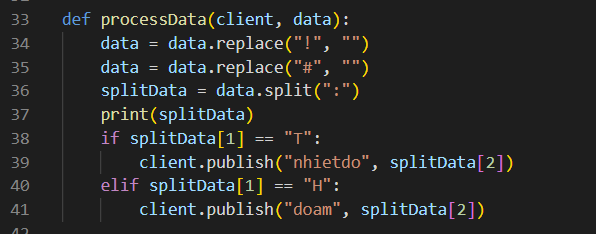 33 def processData(client, data):
34     data = data.replace("!", "")
35     data = data.replace("#", "")
36     splitData = data.split(":")
37     print(splitData)
38     if splitData[1] == "T":
39         client.publish("nhietdo", splitData[2])
40     elif splitData[1] == "H":
41         client.publish("doam", splitData[2])